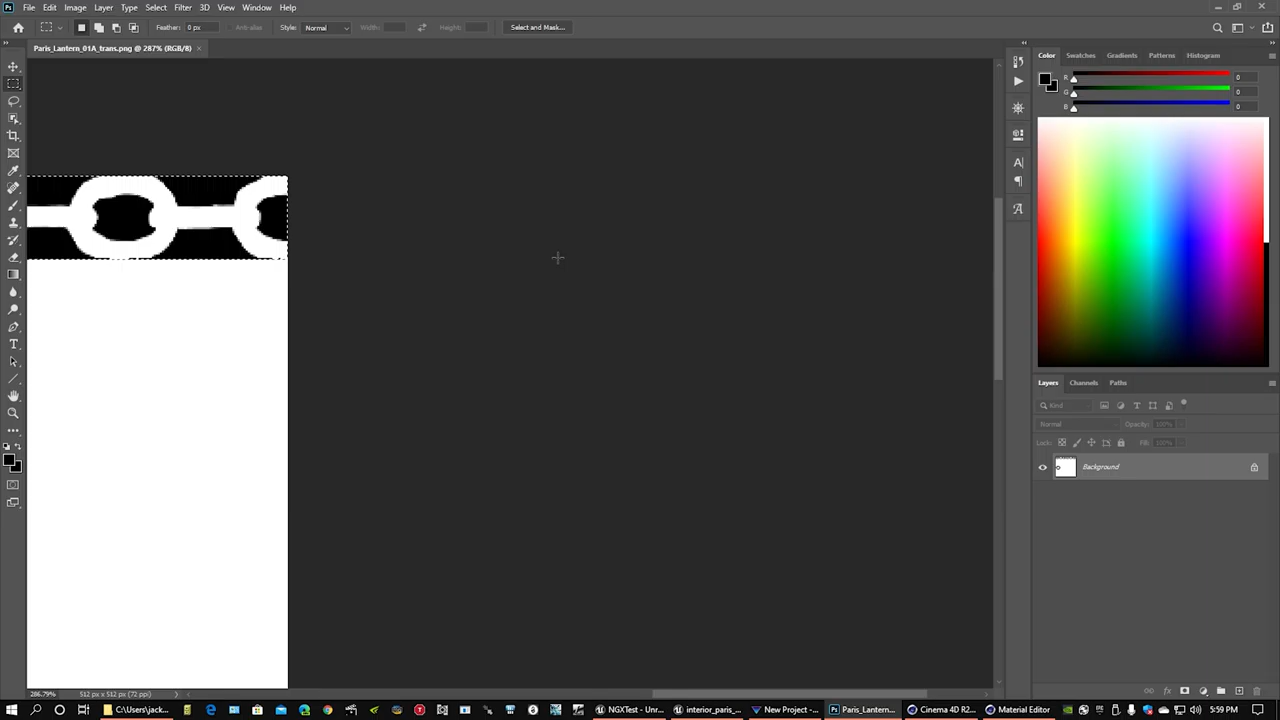 File Edit Image Layer Type Select Filter 3D View Window Help
Feather: 0 px Anti-alias Style: Normal Width: Height: Select and Mask...
Paris_Lantern_01A_trans.png @ 287% (RGB/8)
Color Swatches Gradients Patterns Histogram
R 0
G 0
B 0
Layers Channels Paths
Kind
Normal Opacity: 100%
Lock: Fill: 100%
Background
286.79% 512 px x 512 px (72 ppi)
C:\Users\jack... NGXTest - Unr... interior_paris_... New Project -... Paris_Lantern... Cinema 4D R2... Material Editor 5:59 PM